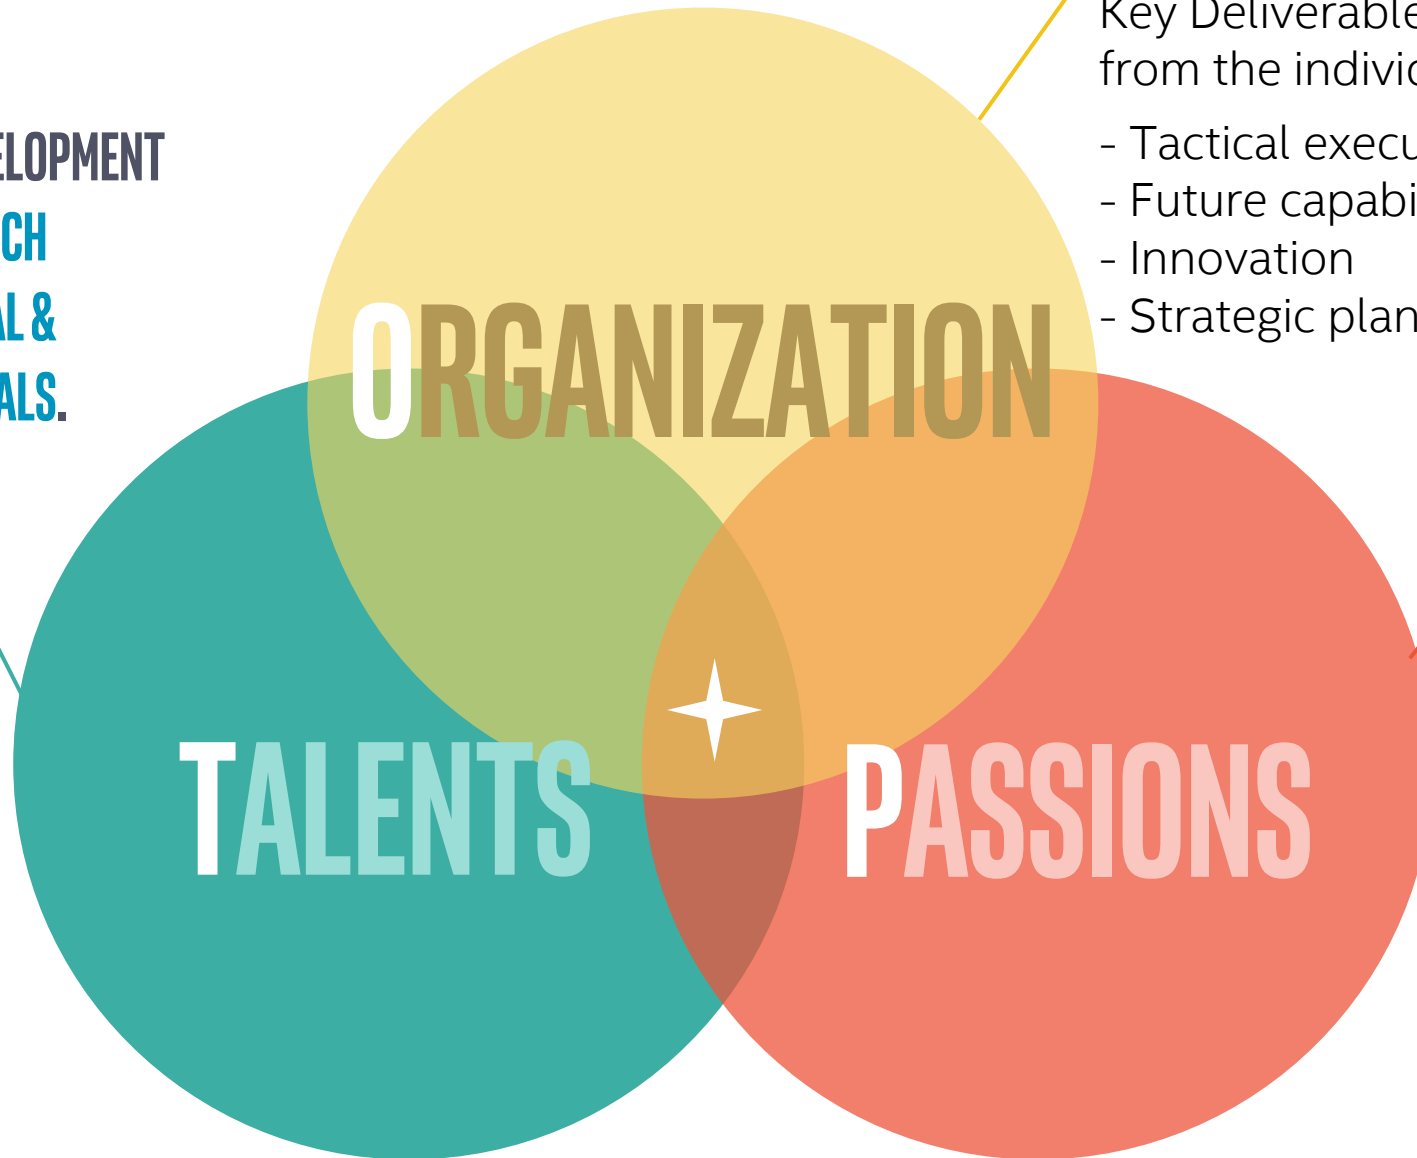 Key Deliverable
from the indivi
- Tactical execu
- Future capabi
- Innovation
- Strategic plan
ELOPMENT
CH
AL &
ALS.
ORGANIZATION
TALENTS
PASSIONS